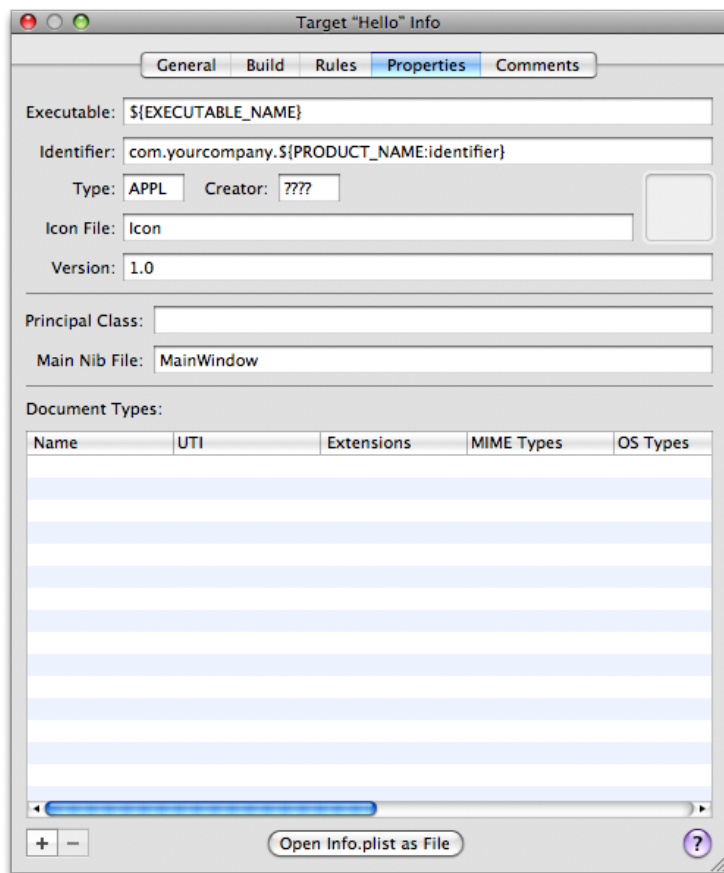 Target “Hello” Info
General Build Rules Properties Comments
Executable: ${EXECUTABLE_NAME}
Identifier: com.yourcompany.${PRODUCT_NAME:identifier}
Type: APPL Creator: ????
Icon File: Icon
Version: 1.0
Principal Class:
Main Nib File: MainWindow
Document Types:
Name UTI Extensions MIME Types OS Types
+ − Open Info.plist as File ?